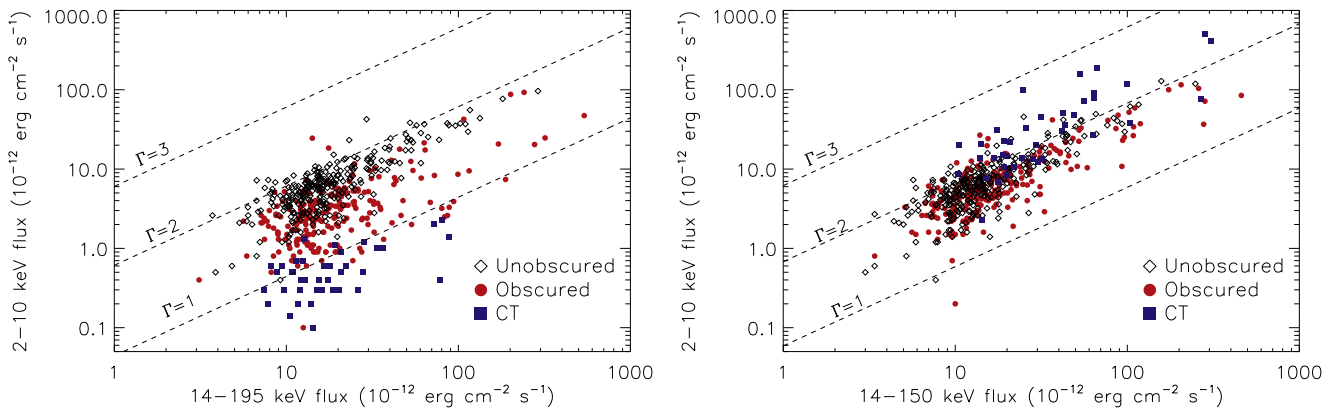 2−10 keV flux (10⁻¹² erg cm⁻² s⁻¹)
1000.0
100.0
10.0
1.0
0.1
Γ=3
Γ=2
Γ=1
Unobscured
Obscured
CT
1 10 100 1000
14−195 keV flux (10⁻¹² erg cm⁻² s⁻¹)
2−10 keV flux (10⁻¹² erg cm⁻² s⁻¹)
1000.0
100.0
10.0
1.0
0.1
Γ=3
Γ=2
Γ=1
Unobscured
Obscured
CT
1 10 100 1000
14−150 keV flux (10⁻¹² erg cm⁻² s⁻¹)